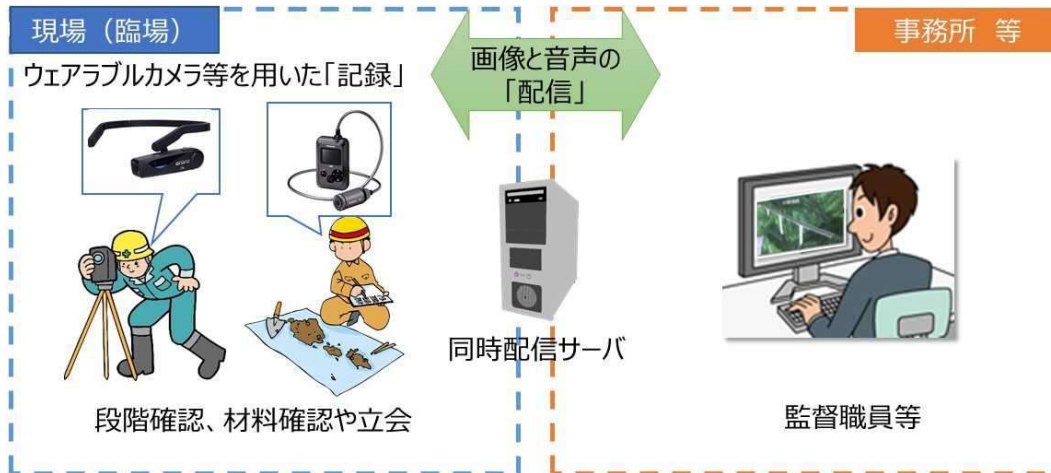 現場（臨場）
ウェアラブルカメラ等を用いた「記録」
画像と音声の
「配信」
事務所 等
同時配信サーバ
段階確認、材料確認や立会
監督職員等